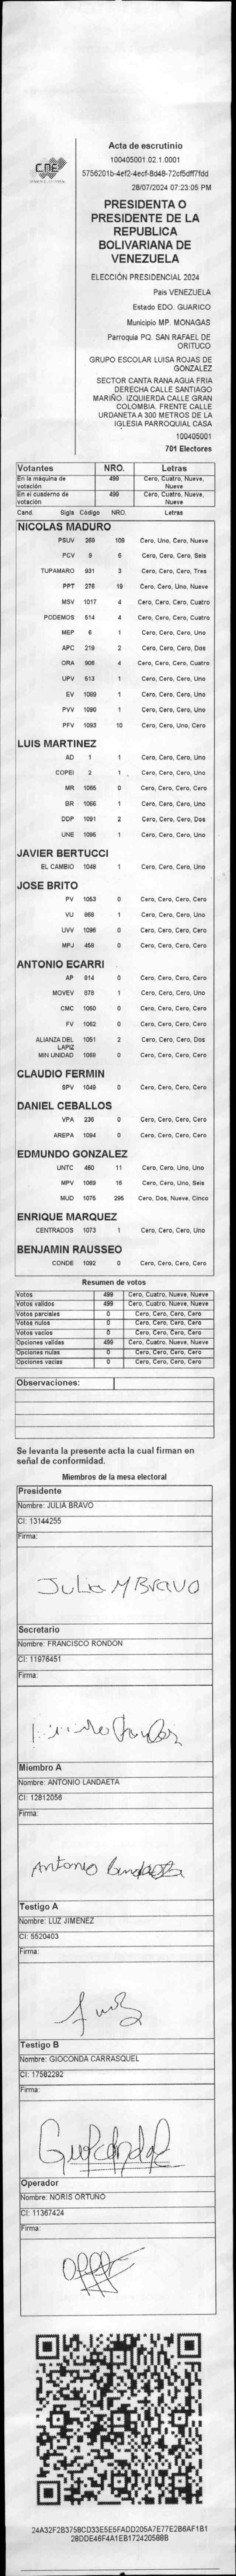 CNE
Acta de escrutinio
100405001.02.1.0001
5756201b-4ef2-4ecf-8d48-72cf5dff7fdd
28/07/2024 07:23:05 PM
PRESIDENTA O
PRESIDENTE DE LA
REPUBLICA
BOLIVARIANA DE
VENEZUELA
ELECCIÓN PRESIDENCIAL 2024
Pais VENEZUELA
Estado EDO. GUARICO
Municipio MP. MONAGAS
Parroquia PQ. SAN RAFAEL DE
ORITUCO
GRUPO ESCOLAR LUISA ROJAS DE
GONZALEZ
SECTOR CANTA RANA AGUA FRIA
DERECHA CALLE SANTIAGO
MARIÑO. IZQUIERDA CALLE GRAN
COLOMBIA. FRENTE CALLE
URDANETA A 300 METROS DE LA
IGLESIA PARROQUIAL CASA
100405001
701 Electores
Votantes NRO. Letras
En la máquina de votación 499 Cero, Cuatro, Nueve, Nueve
En el cuaderno de votación 499 Cero, Cuatro, Nueve, Nueve
Cand. Sigla Código NRO. Letras
NICOLAS MADURO
PSUV 269 109 Cero, Uno, Cero, Nueve
PCV 9 6 Cero, Cero, Cero, Seis
TUPAMARO 931 3 Cero, Cero, Cero, Tres
PPT 276 19 Cero, Cero, Uno, Nueve
MSV 1017 4 Cero, Cero, Cero, Cuatro
PODEMOS 514 4 Cero, Cero, Cero, Cuatro
MEP 6 1 Cero, Cero, Cero, Uno
APC 219 2 Cero, Cero, Cero, Dos
ORA 906 4 Cero, Cero, Cero, Cuatro
UPV 513 1 Cero, Cero, Cero, Uno
EV 1089 1 Cero, Cero, Cero, Uno
PVV 1090 1 Cero, Cero, Cero, Uno
PFV 1093 10 Cero, Cero, Uno, Cero
LUIS MARTINEZ
AD 1 1 Cero, Cero, Cero, Uno
COPEI 2 1 Cero, Cero, Cero, Uno
MR 1065 0 Cero, Cero, Cero, Cero
BR 1066 1 Cero, Cero, Cero, Uno
DDP 1091 2 Cero, Cero, Cero, Dos
UNE 1095 1 Cero, Cero, Cero, Uno
JAVIER BERTUCCI
EL CAMBIO 1048 1 Cero, Cero, Cero, Uno
JOSE BRITO
PV 1053 0 Cero, Cero, Cero, Cero
VU 968 1 Cero, Cero, Cero, Uno
UVV 1096 0 Cero, Cero, Cero, Cero
MPJ 458 0 Cero, Cero, Cero, Cero
ANTONIO ECARRI
AP 914 0 Cero, Cero, Cero, Cero
MOVEV 878 1 Cero, Cero, Cero, Uno
CMC 1050 0 Cero, Cero, Cero, Cero
FV 1062 0 Cero, Cero, Cero, Cero
ALIANZA DEL LAPIZ 1051 2 Cero, Cero, Cero, Dos
MIN UNIDAD 1088 0 Cero, Cero, Cero, Cero
CLAUDIO FERMIN
SPV 1049 0 Cero, Cero, Cero, Cero
DANIEL CEBALLOS
VPA 236 0 Cero, Cero, Cero, Cero
AREPA 1094 0 Cero, Cero, Cero, Cero
EDMUNDO GONZALEZ
UNTC 460 11 Cero, Cero, Uno, Uno
MPV 1069 16 Cero, Cero, Uno, Seis
MUD 1075 295 Cero, Dos, Nueve, Cinco
ENRIQUE MARQUEZ
CENTRADOS 1073 1 Cero, Cero, Cero, Uno
BENJAMIN RAUSSEO
CONDE 1092 0 Cero, Cero, Cero, Cero
Resumen de votos
Votos 499 Cero, Cuatro, Nueve, Nueve
Votos validos 499 Cero, Cuatro, Nueve, Nueve
Votos parciales 0 Cero, Cero, Cero, Cero
Votos nulos 0 Cero, Cero, Cero, Cero
Votos vacios 0 Cero, Cero, Cero, Cero
Opciones validas 499 Cero, Cuatro, Nueve, Nueve
Opciones nulas 0 Cero, Cero, Cero, Cero
Opciones vacias 0 Cero, Cero, Cero, Cero
Observaciones:
Se levanta la presente acta la cual firman en
señal de conformidad.
Miembros de la mesa electoral
Presidente
Nombre: JULIA BRAVO
CI: 13144255
Firma:
Julia M Bravo
Secretario
Nombre: FRANCISCO RONDON
CI: 11976451
Firma:
Miembro A
Nombre: ANTONIO LANDAETA
CI: 12812056
Firma:
Antonio Landaeta
Testigo A
Nombre: LUZ JIMENEZ
CI: 5520403
Firma:
Testigo B
Nombre: GIOCONDA CARRASQUEL
CI: 17582292
Firma:
Operador
Nombre: NORIS ORTUNO
CI: 11367424
Firma:
24A32F2B3758CD33E5E5FADD205A7E77E2B6AF1B1
2BDDE46F4A1EB172420588B